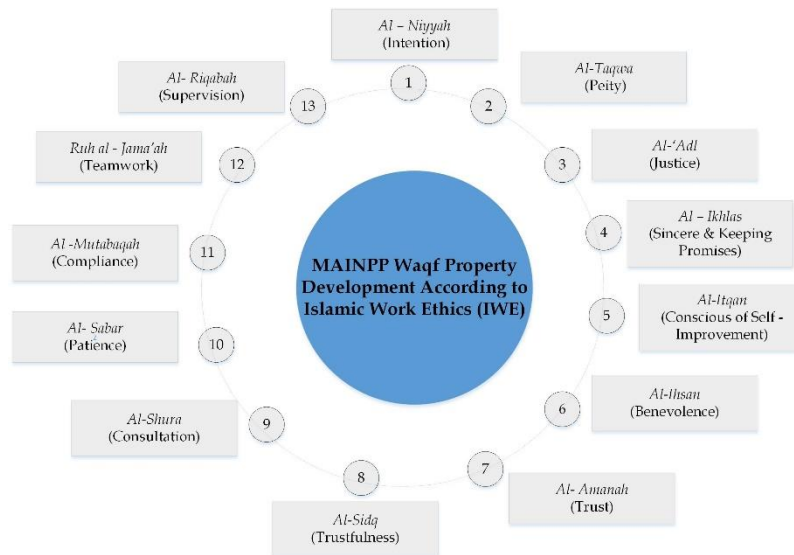 Al – Niyyah
(Intention)
1
Al-Taqwa
(Peity)
2
Al-‘Adl
(Justice)
3
Al – Ikhlas
(Sincere & Keeping
Promises)
4
Al-Itqan
(Conscious of Self -
Improvement)
5
Al-Ihsan
(Benevolence)
6
Al- Amanah
(Trust)
7
Al-Sidq
(Trustfulness)
8
Al-Shura
(Consultation)
9
Al- Sabar
(Patience)
10
Al -Mutabaqah
(Compliance)
11
Ruh al - Jama’ah
(Teamwork)
12
Al- Riqabah
(Supervision)
13
MAINPP Waqf Property
Development According to
Islamic Work Ethics (IWE)